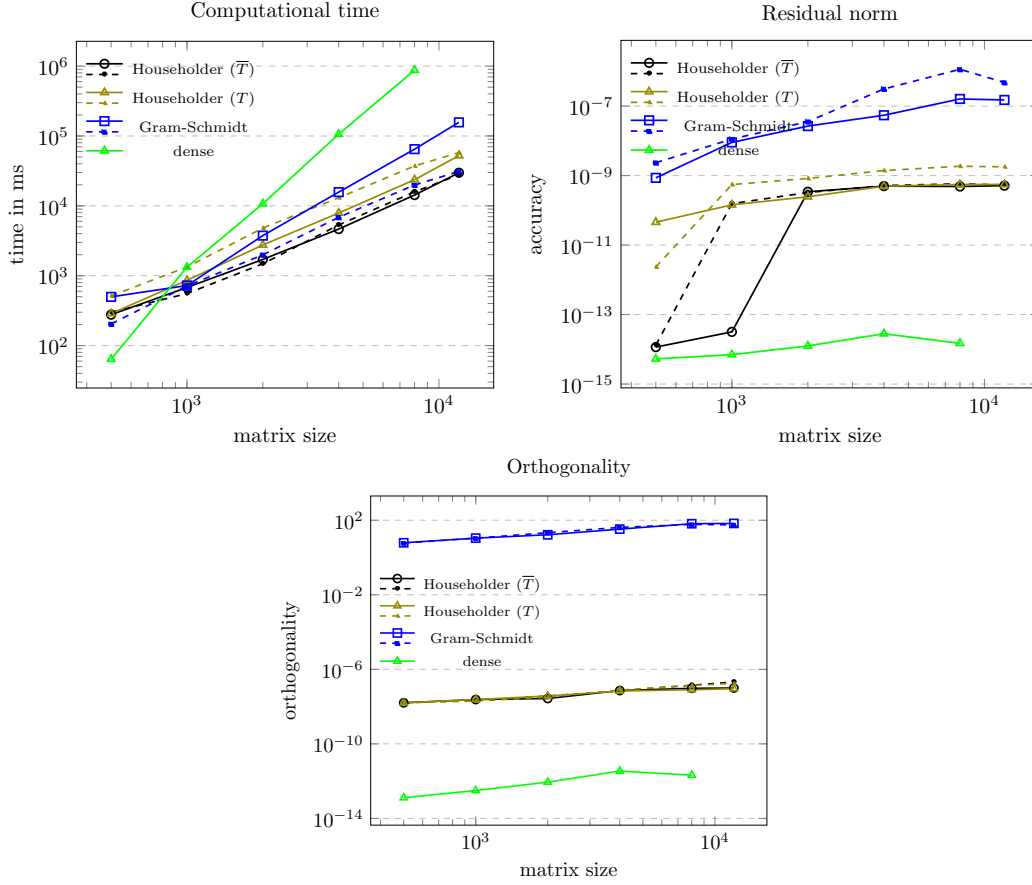 Computational time
10^6
10^5
10^4
10^3
10^2
time in ms
Householder (T̅)
Householder (T)
Gram-Schmidt
dense
10^3
10^4
matrix size
Residual norm
10^−7
10^−9
10^−11
10^−13
10^−15
accuracy
Householder (T̅)
Householder (T)
Gram-Schmidt
dense
10^3
10^4
matrix size
Orthogonality
10^2
10^−2
10^−6
10^−10
10^−14
orthogonality
Householder (T̅)
Householder (T)
Gram-Schmidt
dense
10^3
10^4
matrix size